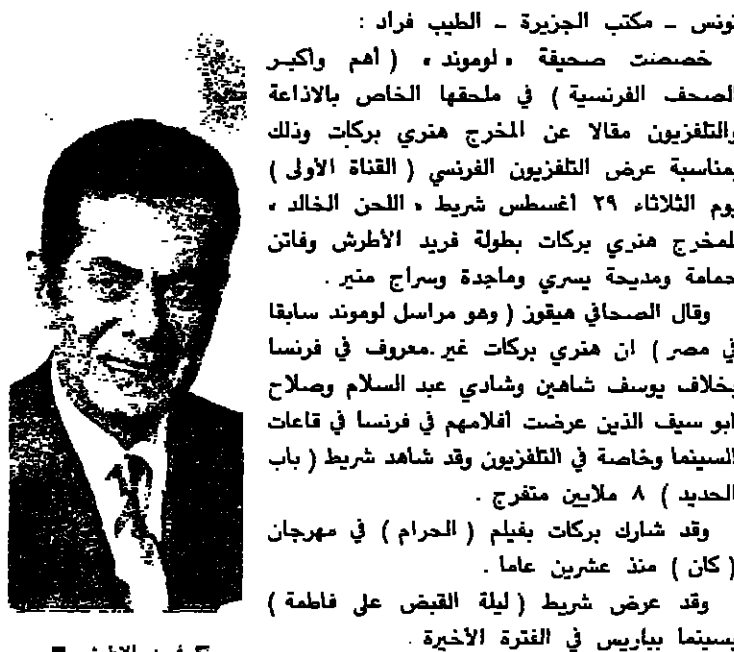 تونس ــ مكتب الجزيرة ــ الطيب فراد :
خصصت صحيفة « لوموند » ( أهم وأكبر
الصحف الفرنسية ) في ملحقها الخاص بالاذاعة
والتلفزيون مقالا عن المخرج هنري بركات وذلك
بمناسبة عرض التلفزيون الفرنسي ( القناة الأولى )
يوم الثلاثاء ٢٩ أغسطس شريط « اللحن الخالد »
للمخرج هنري بركات بطولة فريد الأطرش وفاتن
حمامة ومديحة يسري وماجدة وسراج منير .
وقال الصحافي هيقوز ( وهو مراسل لوموند سابقا
في مصر ) ان هنري بركات غير معروف في فرنسا
بخلاف يوسف شاهين وشادي عبد السلام وصلاح
ابو سيف الذين عرضت أفلامهم في فرنسا في قاعات
السينما وخاصة في التلفزيون وقد شاهد شريط ( باب
الحديد ) ٨ ملايين متفرج .
وقد شارك بركات بفيلم ( الحرام ) في مهرجان
( كان ) منذ عشرين عاما .
وقد عرض شريط ( ليلة القبض على فاطمة )
بسينما بباريس في الفترة الأخيرة .